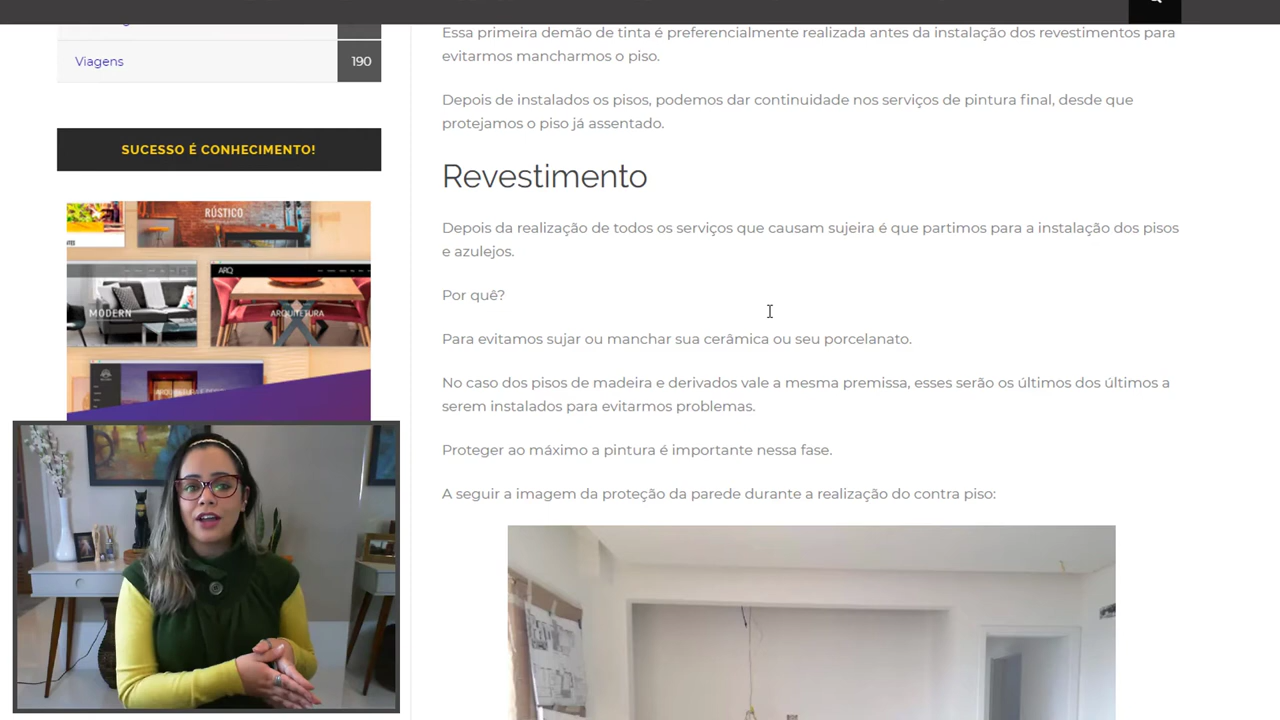 Viagens
190
SUCESSO É CONHECIMENTO!
RÚSTICO
ARQ
MODERN
ARQUITETURA
Essa primeira demão de tinta é preferencialmente realizada antes da instalação dos revestimentos para
evitarmos mancharmos o piso.
Depois de instalados os pisos, podemos dar continuidade nos serviços de pintura final, desde que
protejamos o piso já assentado.
Revestimento
Depois da realização de todos os serviços que causam sujeira é que partimos para a instalação dos pisos
e azulejos.
Por quê?
Para evitamos sujar ou manchar sua cerâmica ou seu porcelanato.
No caso dos pisos de madeira e derivados vale a mesma premissa, esses serão os últimos dos últimos a
serem instalados para evitarmos problemas.
Proteger ao máximo a pintura é importante nessa fase.
A seguir a imagem da proteção da parede durante a realização do contra piso: